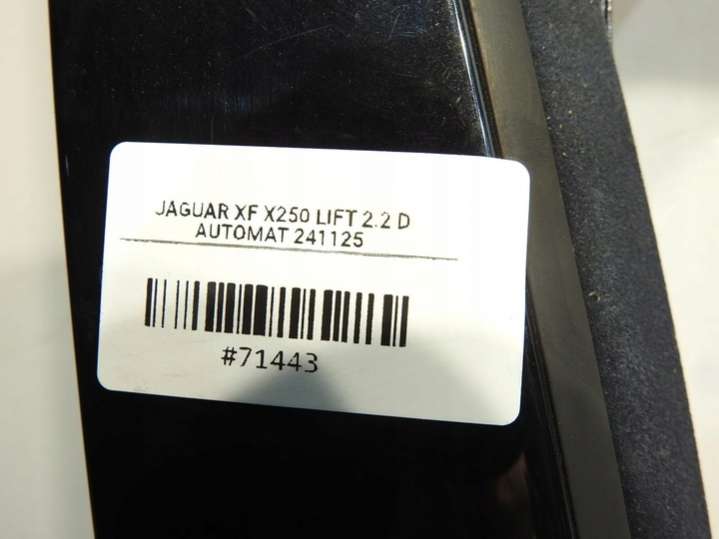 JAGUAR XF X250 LIFT 2.2 D
AUTOMAT 241125
#71443